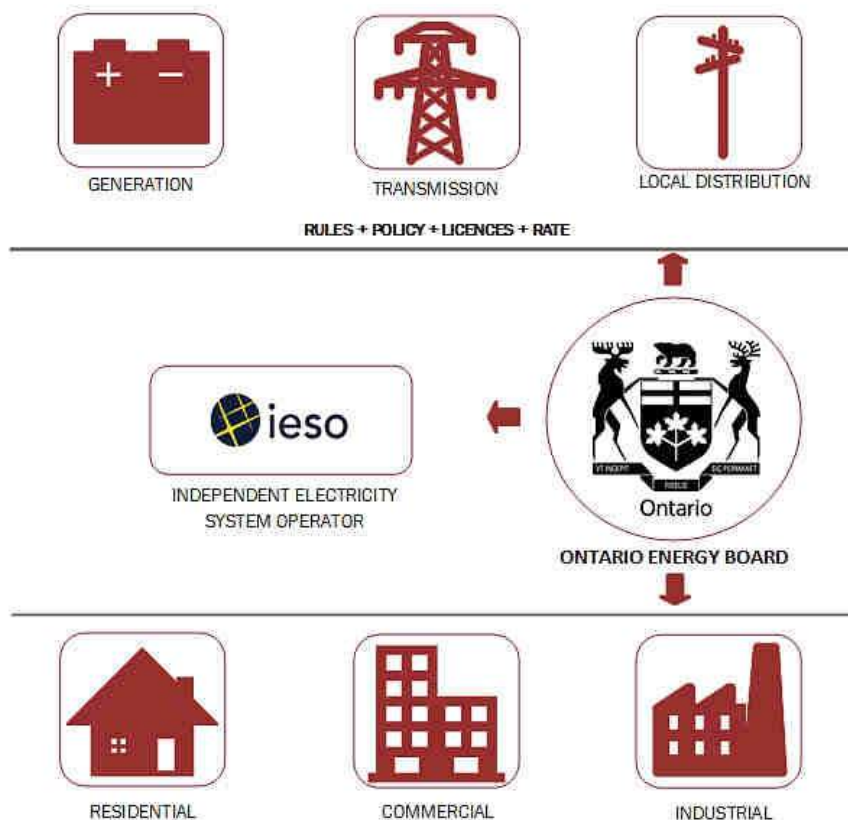 GENERATION
TRANSMISSION
LOCAL DISTRIBUTION
RULES + POLICY + LICENCES + RATE
ieso
INDEPENDENT ELECTRICITY
SYSTEM OPERATOR
Ontario
ONTARIO ENERGY BOARD
RESIDENTIAL
COMMERCIAL
INDUSTRIAL